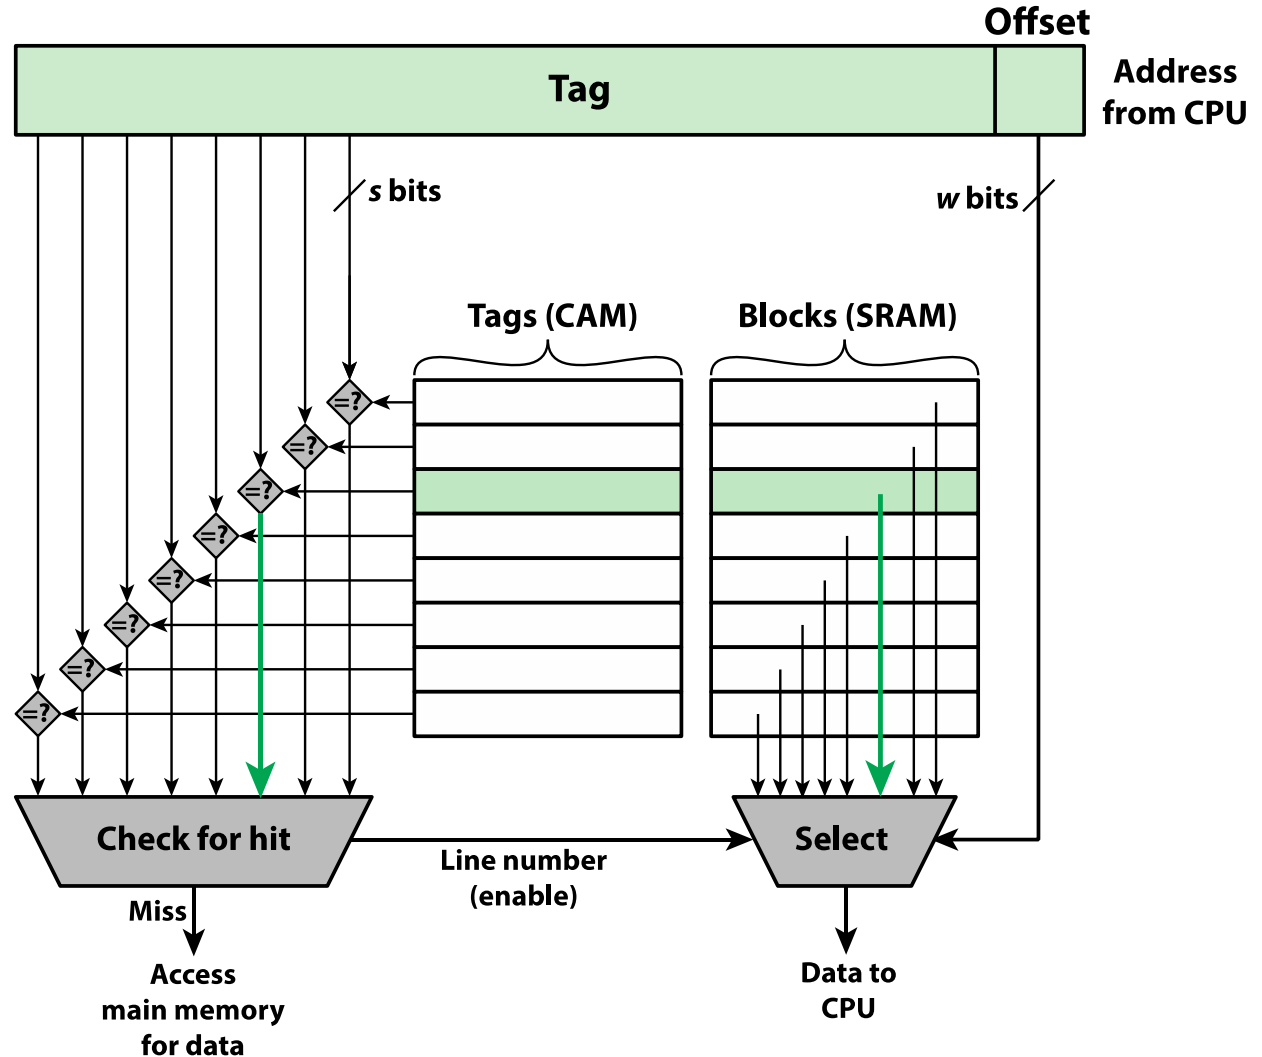 Offset
Tag
Address
from CPU
s bits
w bits
Tags (CAM)
Blocks (SRAM)
=?
=?
=?
=?
=?
=?
=?
=?
Check for hit
Select
Line number
(enable)
Miss
Access
main memory
for data
Data to
CPU